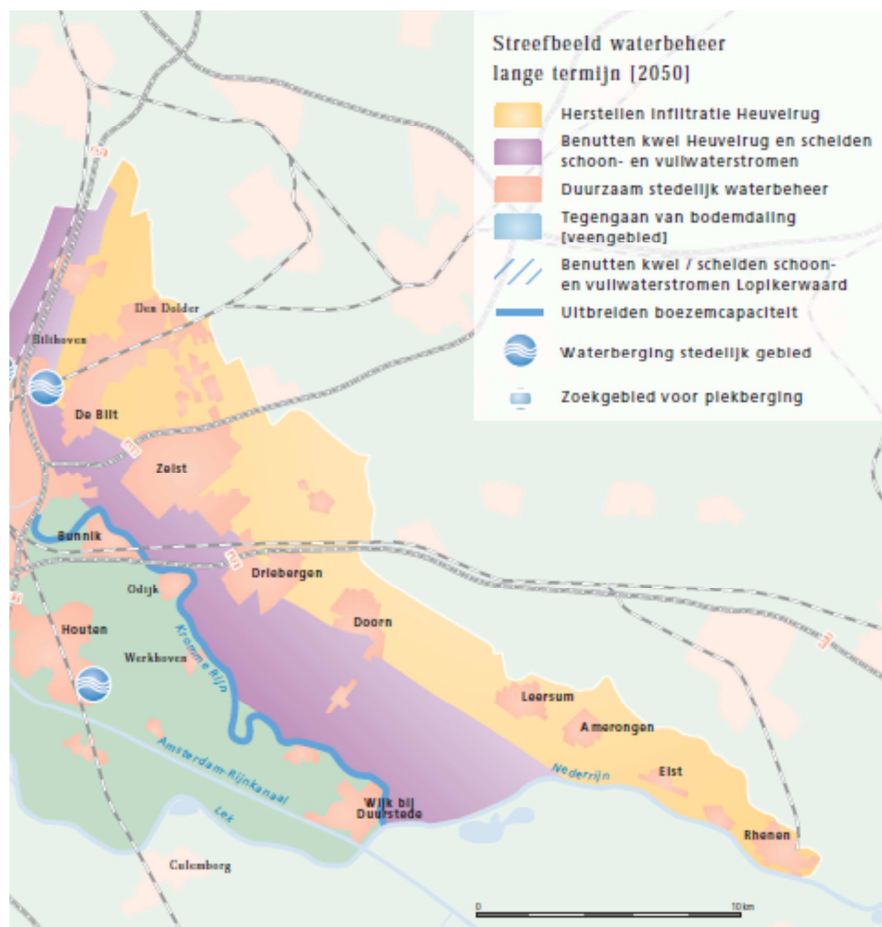 Streefbeeld waterbeheer
lange termijn [2050]
Herstellen infiltratie Heuvelrug
Benutten kwel Heuvelrug en scheiden
schoon- en vuilwaterstromen
Duurzaam stedelijk waterbeheer
Tegengaan van bodemdaling
[veengebied]
Benutten kwel / scheiden schoon-
en vuilwaterstromen Lopikerwaard
Uitbreiden boezemcapaciteit
Waterberging stedelijk gebied
Zoekgebied voor piekberging
Den Dolder
Bilthoven
De Bilt
Zeist
Bunnik
Driebergen
Odijk
Doorn
Houten
Werkhoven
Kromme Rijn
Leersum
Amerongen
Amsterdam-Rijnkanaal
Nederrijn
Elst
Lek
Wijk bij
Duurstede
Rhenen
Culemborg
0
10 km